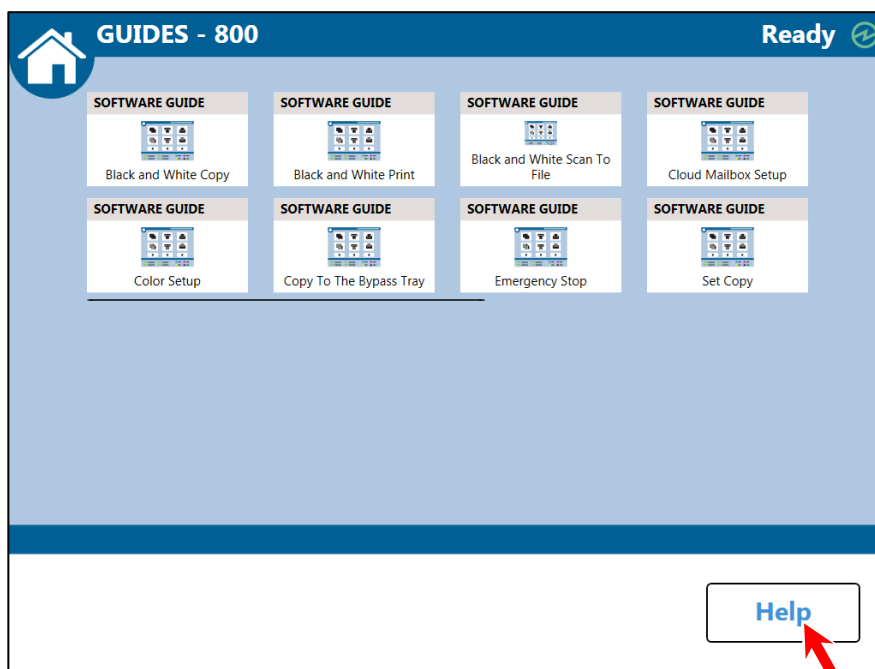 GUIDES - 800
Ready
SOFTWARE GUIDE
Black and White Copy
SOFTWARE GUIDE
Black and White Print
SOFTWARE GUIDE
Black and White Scan To
File
SOFTWARE GUIDE
Cloud Mailbox Setup
SOFTWARE GUIDE
Color Setup
SOFTWARE GUIDE
Copy To The Bypass Tray
SOFTWARE GUIDE
Emergency Stop
SOFTWARE GUIDE
Set Copy
Help